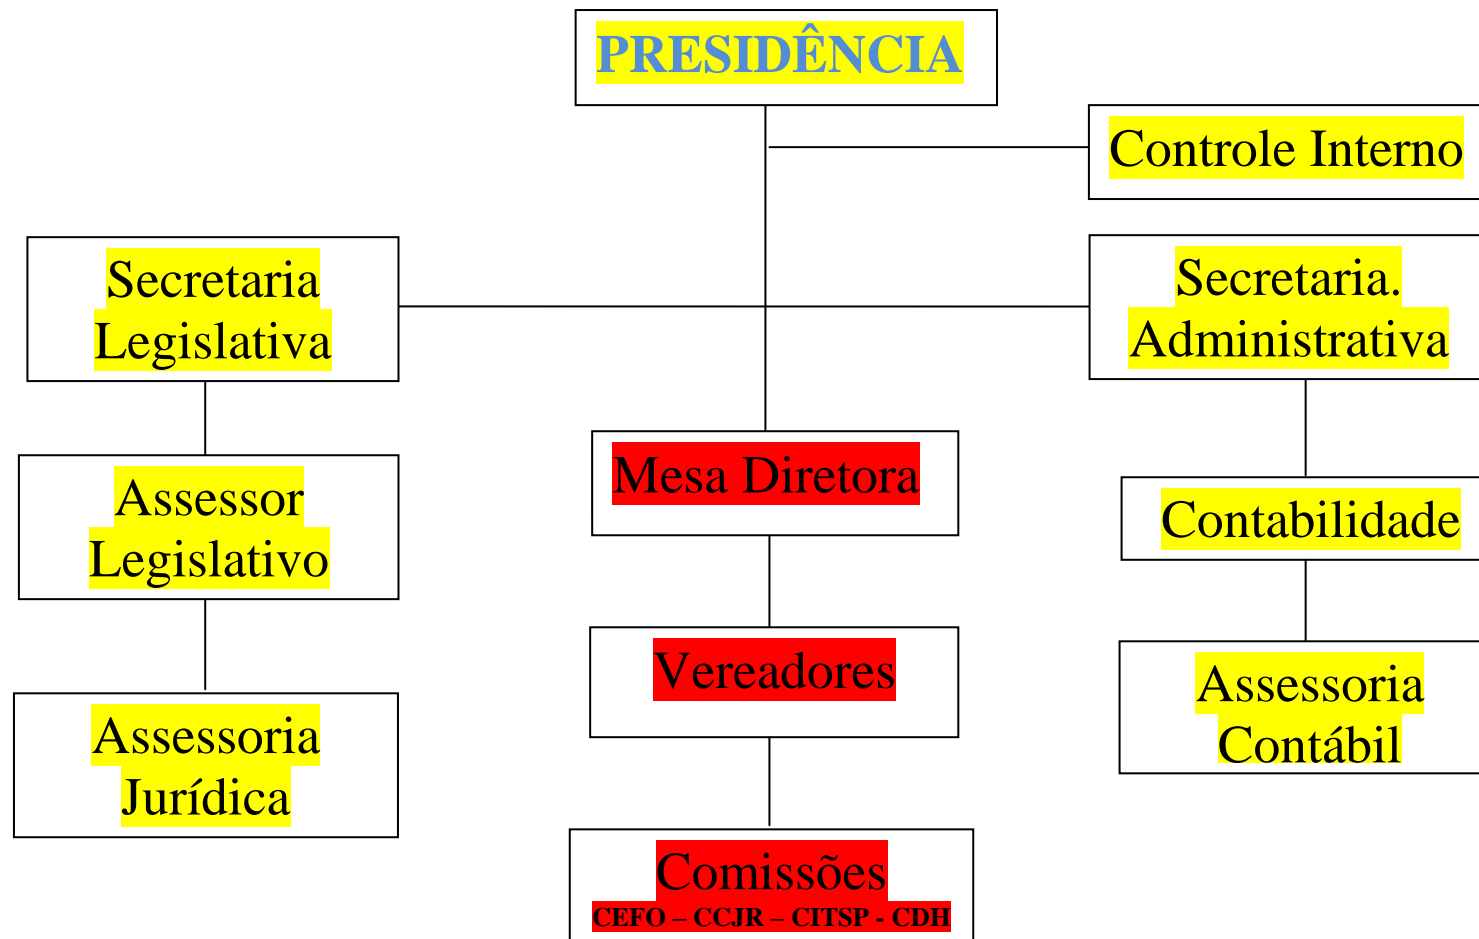 PRESIDÊNCIA
Controle Interno
Secretaria
Legislativa
Secretaria.
Administrativa
Assessor
Legislativo
Mesa Diretora
Contabilidade
Vereadores
Assessoria
Contábil
Assessoria
Jurídica
Comissões
CEFO – CCJR – CITSP - CDH